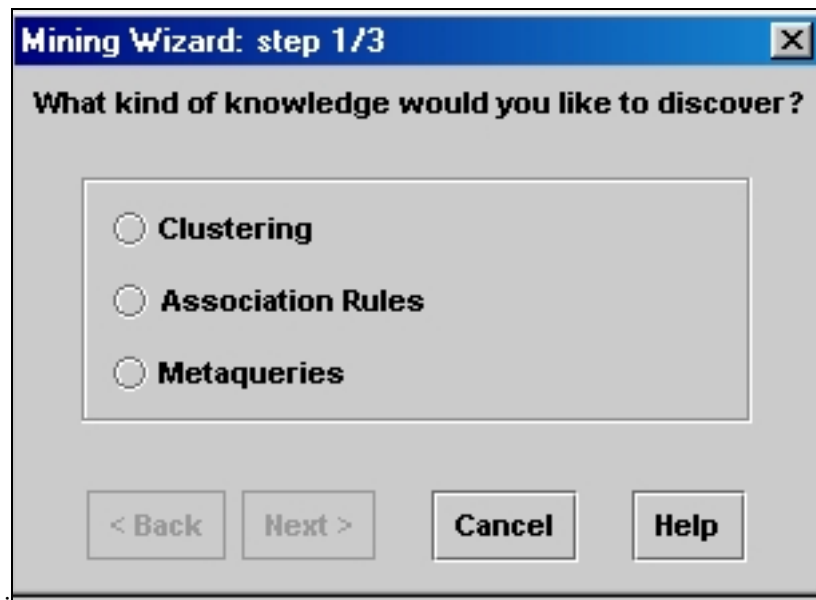 Mining Wizard: step 1/3
What kind of knowledge would you like to discover?
Clustering
Association Rules
Metaqueries
< Back Next > Cancel Help
.